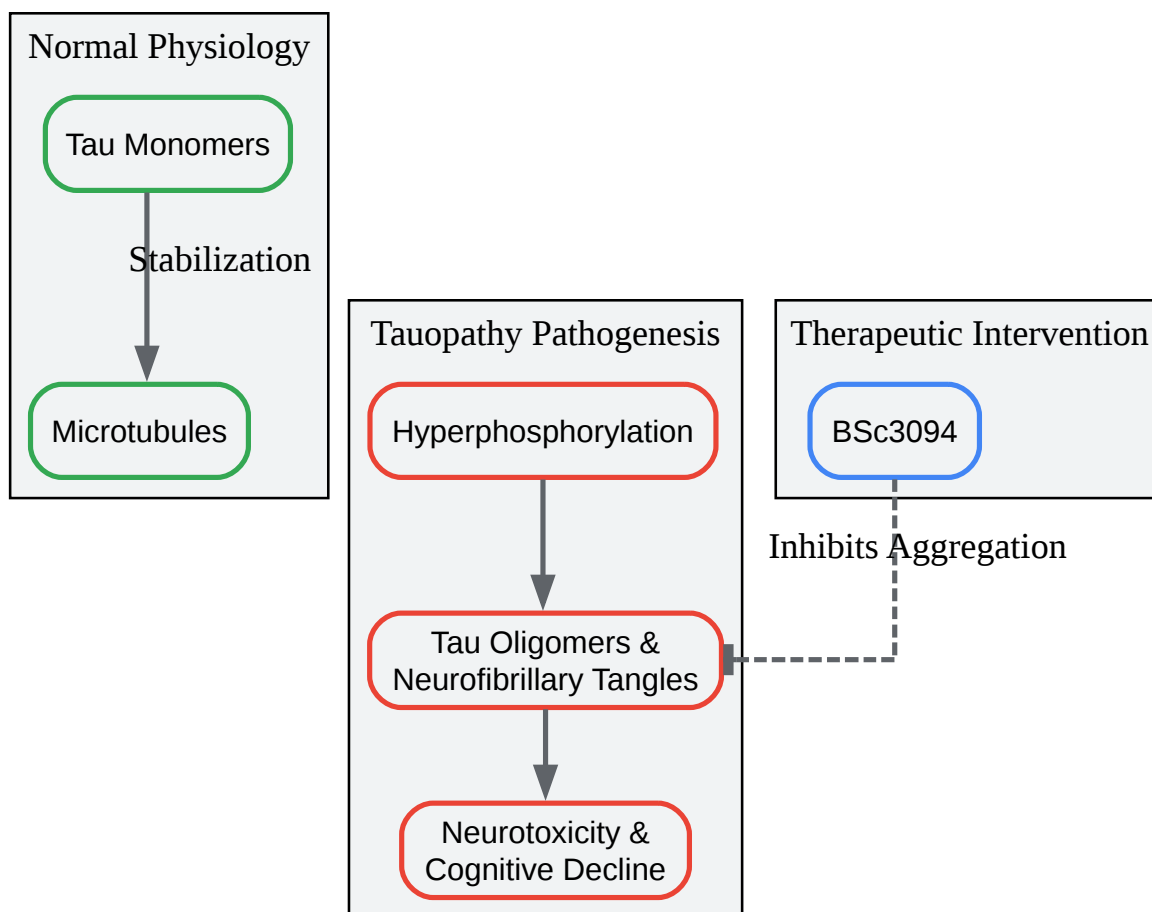 Normal Physiology
Tau Monomers
Stabilization
Microtubules
Tauopathy Pathogenesis
Hyperphosphorylation
Tau Oligomers &
Neurofibrillary Tangles
Neurotoxicity &
Cognitive Decline
Therapeutic Intervention
BSc3094
Inhibits Aggregation